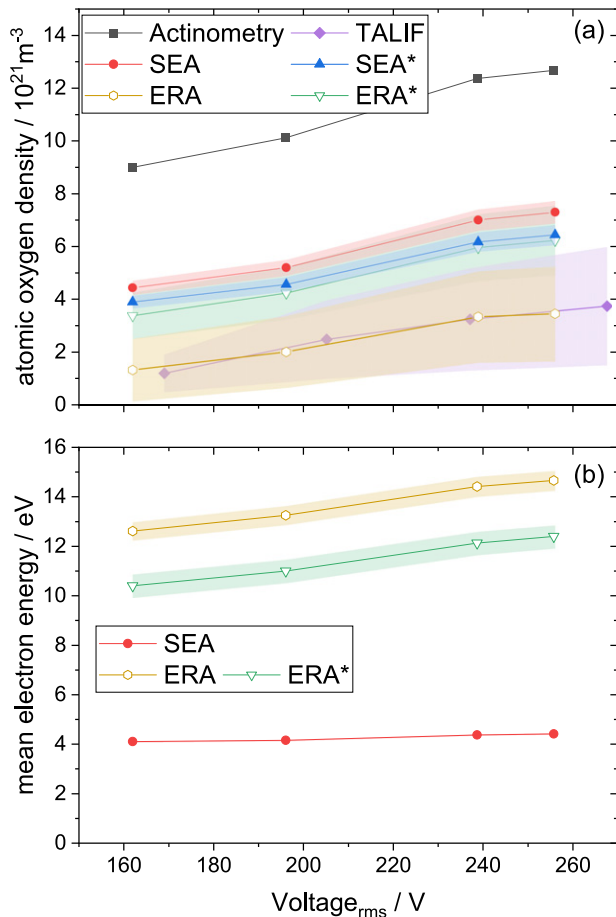 14
12
10
8
6
4
2
0
atomic oxygen density / 10²¹m⁻³
Actinometry TALIF (a)
SEA SEA*
ERA ERA*
16
14
12
10
8
6
4
2
0
mean electron energy / eV
(b)
SEA
ERA ERA*
160 180 200 220 240 260
Voltage_rms / V